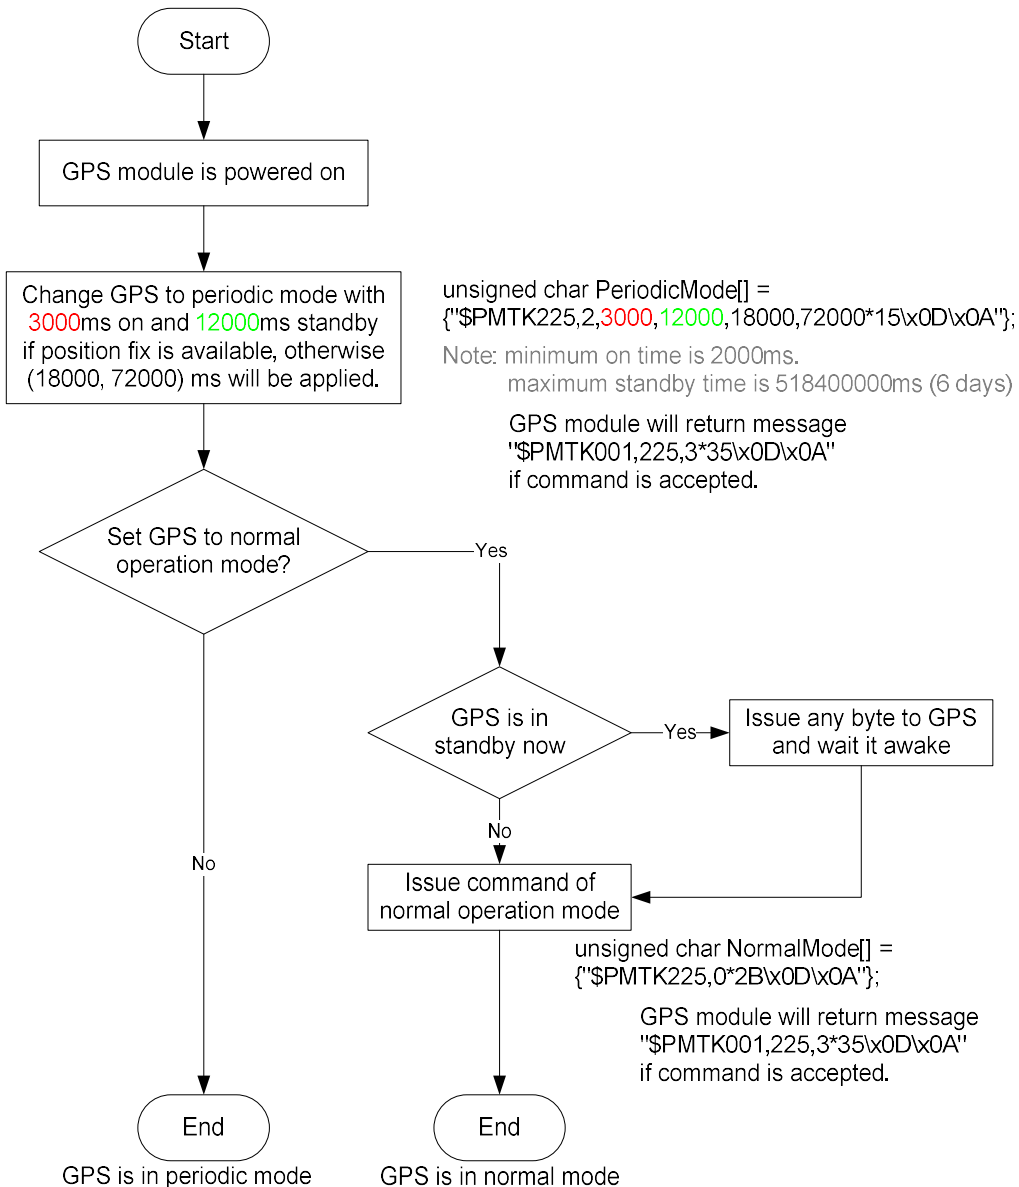 Start
GPS module is powered on
Change GPS to periodic mode with
3000ms on and 12000ms standby
if position fix is available, otherwise
(18000, 72000) ms will be applied.
unsigned char PeriodicMode[] =
{"$PMTK225,2,3000,12000,18000,72000*15\x0D\x0A"};
Note: minimum on time is 2000ms.
maximum standby time is 518400000ms (6 days)
GPS module will return message
"$PMTK001,225,3*35\x0D\x0A"
if command is accepted.
Set GPS to normal
operation mode?
Yes
GPS is in
standby now
Yes
Issue any byte to GPS
and wait it awake
No
No
Issue command of
normal operation mode
unsigned char NormalMode[] =
{"$PMTK225,0*2B\x0D\x0A"};
GPS module will return message
"$PMTK001,225,3*35\x0D\x0A"
if command is accepted.
End
GPS is in periodic mode
End
GPS is in normal mode